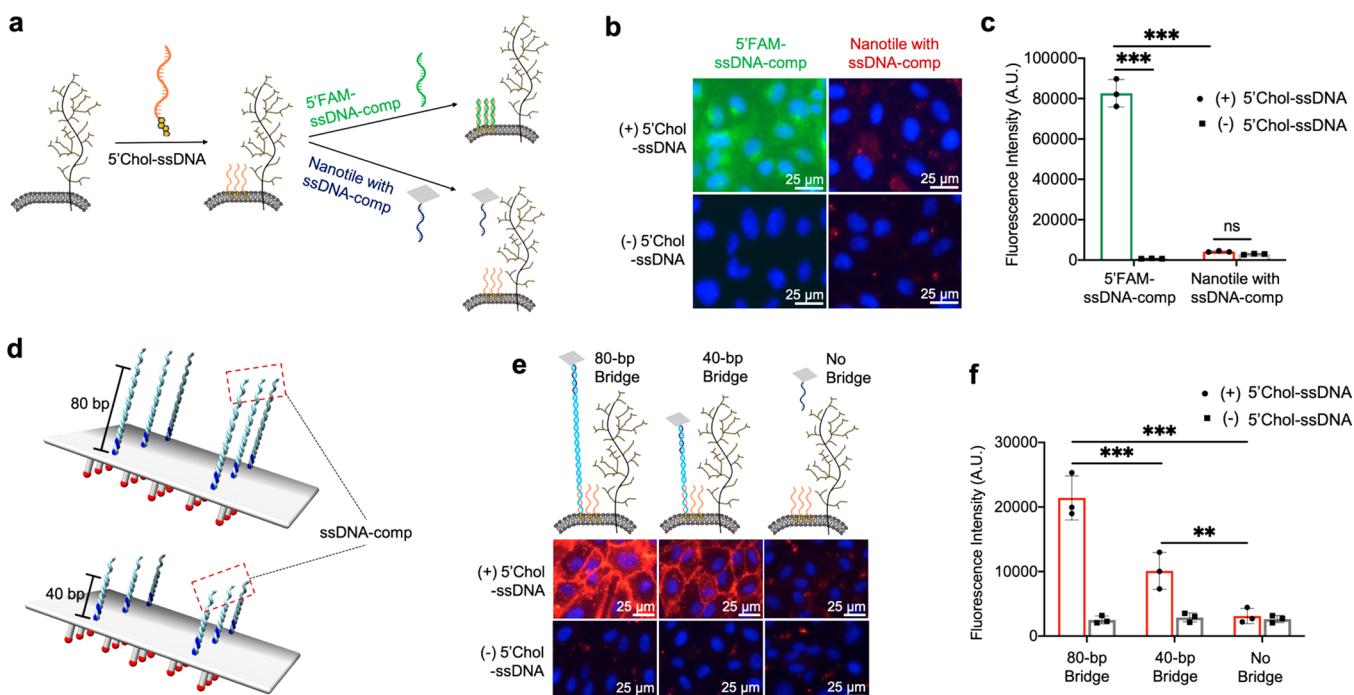 a
5'Chol-ssDNA
5'FAM-
ssDNA-comp
Nanotile with
ssDNA-comp
b
5'FAM-
ssDNA-comp
Nanotile with
ssDNA-comp
(+) 5'Chol
-ssDNA
25 µm
25 µm
(-) 5'Chol
-ssDNA
25 µm
25 µm
c
Fluorescence Intensity (A.U.)
100000
80000
60000
40000
20000
0
***
***
ns
(+) 5'Chol-ssDNA
(-) 5'Chol-ssDNA
5'FAM-
ssDNA-comp
Nanotile with
ssDNA-comp
d
80 bp
40 bp
ssDNA-comp
e
80-bp
Bridge
40-bp
Bridge
No
Bridge
(+) 5'Chol
-ssDNA
25 µm
25 µm
25 µm
(-) 5'Chol
-ssDNA
25 µm
25 µm
25 µm
f
Fluorescence Intensity (A.U.)
30000
20000
10000
0
***
***
**
(+) 5'Chol-ssDNA
(-) 5'Chol-ssDNA
80-bp
Bridge
40-bp
Bridge
No
Bridge